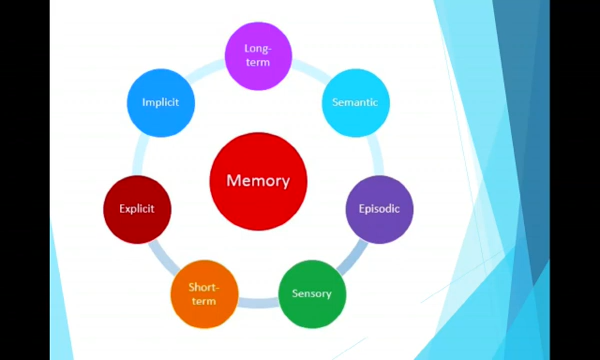 Long-
term
Implicit
Semantic
Memory
Explicit
Episodic
Short-
term
Sensory